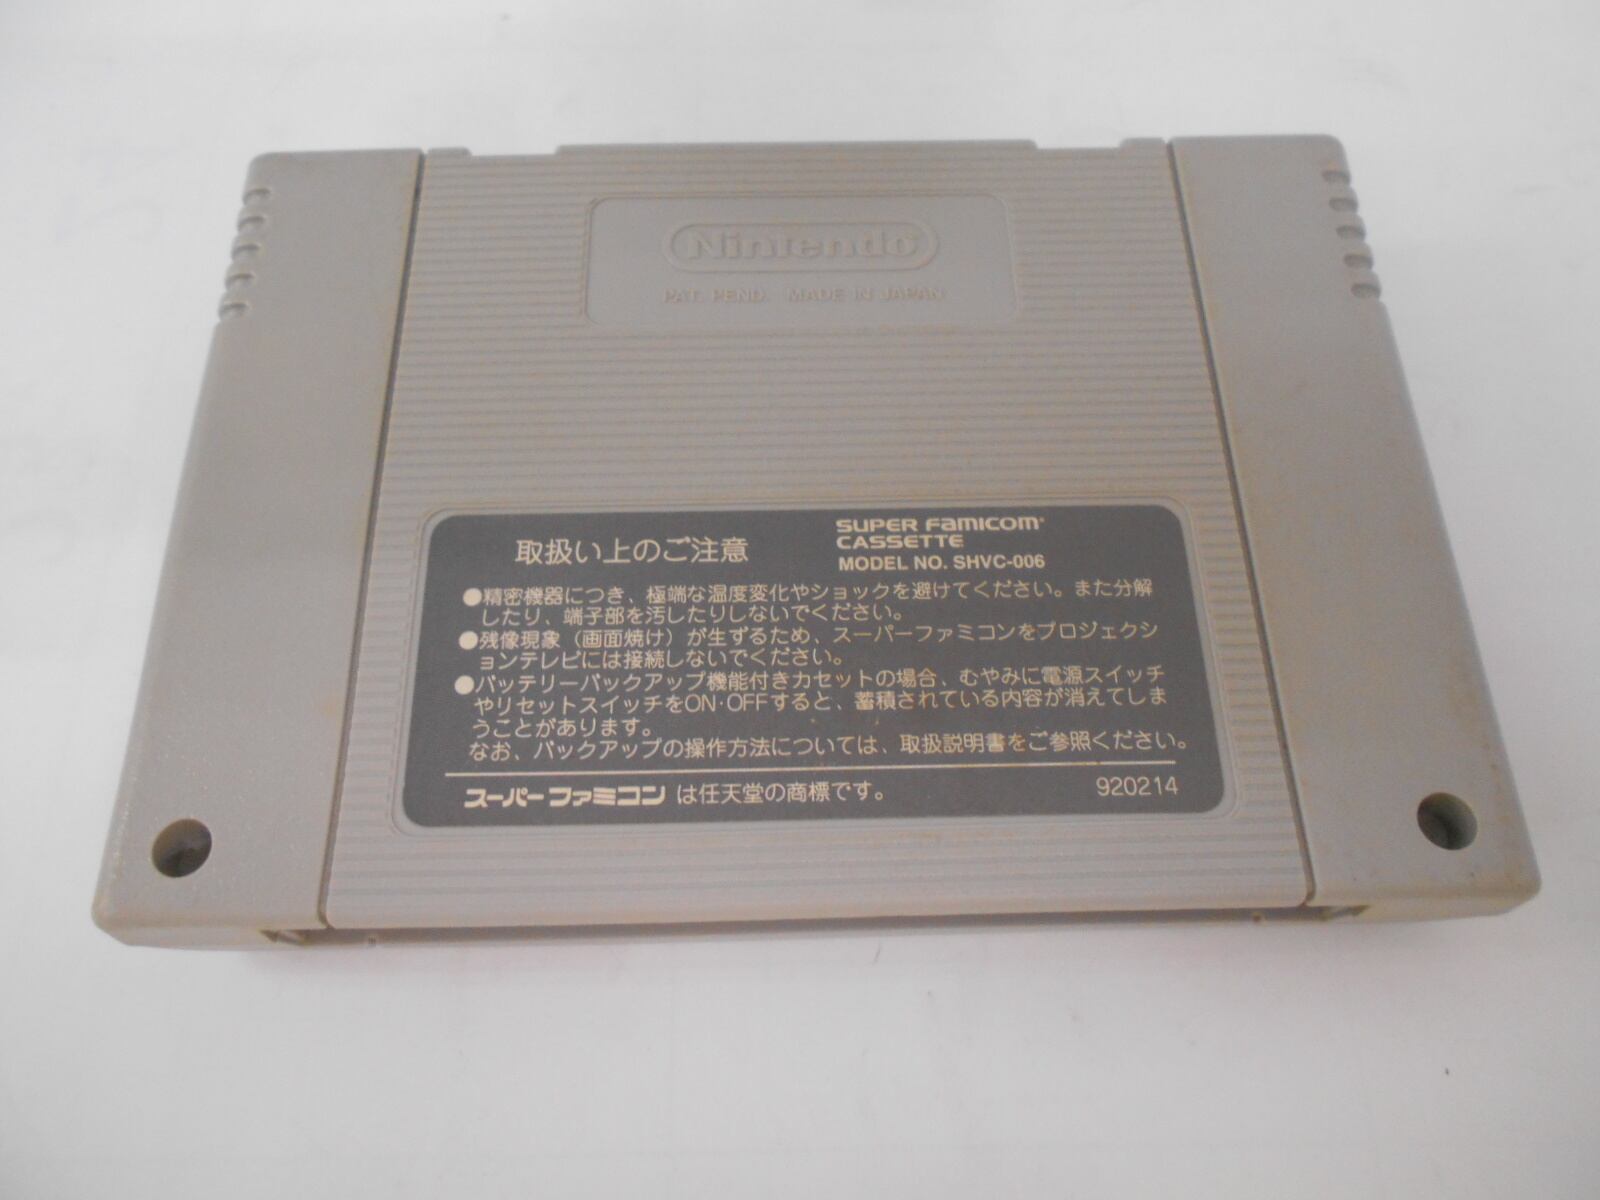 Nintendo
PAT. PEND. MADE IN JAPAN
取扱い上のご注意
SUPER FAMICOM
CASSETTE
MODEL NO. SHVC-006
●精密機器につき、極端な温度変化やショックを避けてください。また分解
したり、端子部を汚したりしないでください。
●残像現象（画面焼け）が生ずるため、スーパーファミコンをプロジェクシ
ョンテレビには接続しないでください。
●バッテリーバックアップ機能付きカセットの場合、むやみに電源スイッチ
やリセットスイッチをON·OFFすると、蓄積されている内容が消えてしま
うことがあります。
なお、バックアップの操作方法については、取扱説明書をご参照ください。
スーパーファミコン は任天堂の商標です。
920214